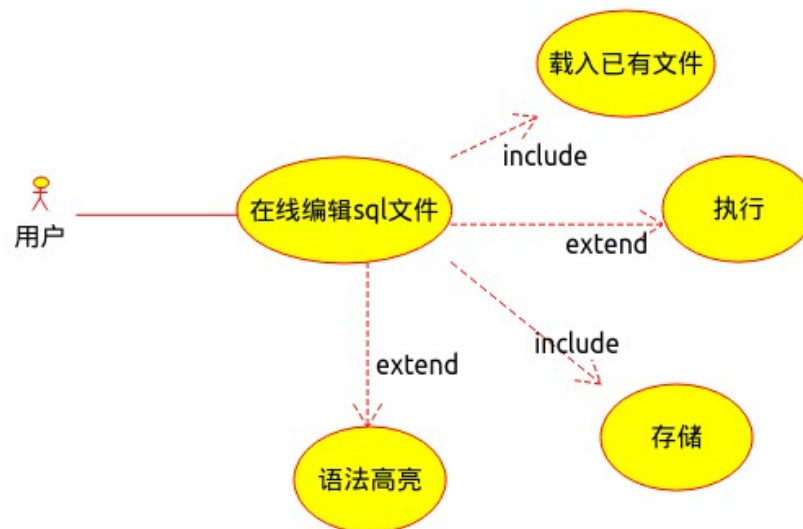 载入已有文件
include
在线编辑sql文件
执行
用户
extend
include
extend
存储
语法高亮